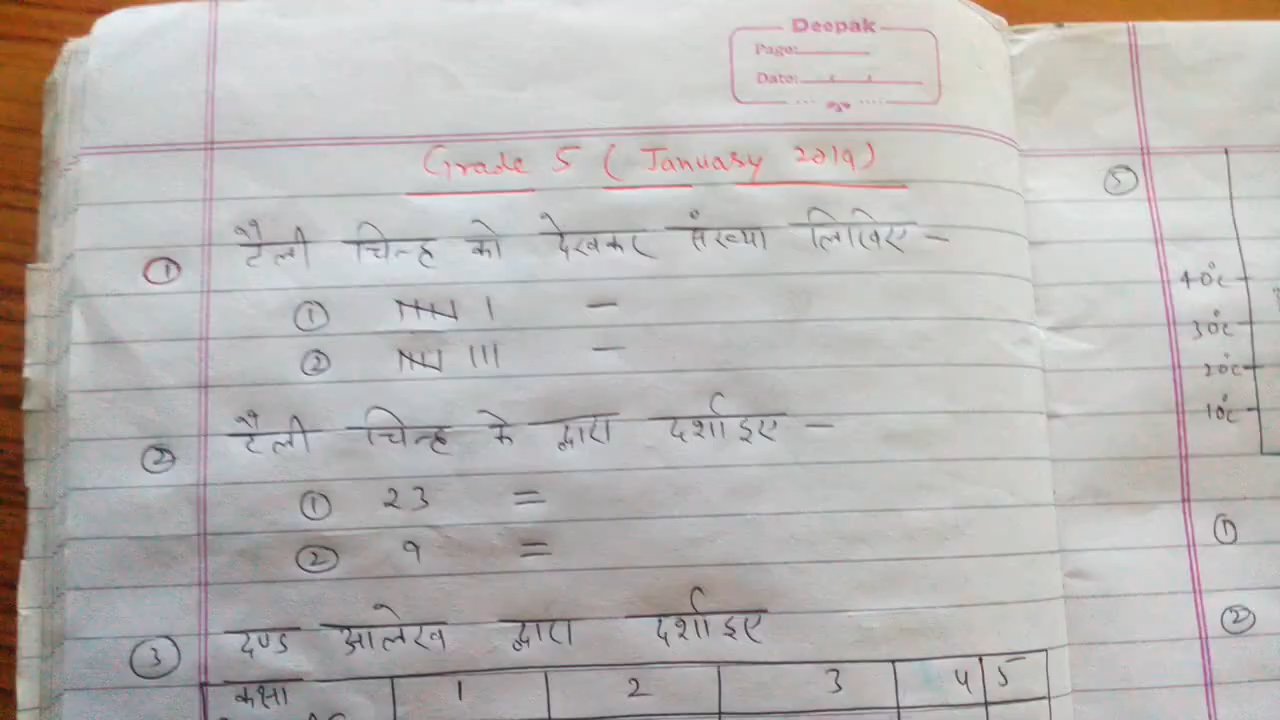 Deepak
Page:
Date:
Grade 5 (January 2019)
① टैली चिन्ह को देखकर संख्या लिखिए –
① 𝍸 I –
② 𝍸 III –
② टैली चिन्ह के द्वारा दर्शाइए –
① 23 =
② 9 =
③ दण्ड आलेख द्वारा दर्शाइए
कक्षा 1 2 3 4 5
⑤
40°c
30°c
20°c
10°c
①
②